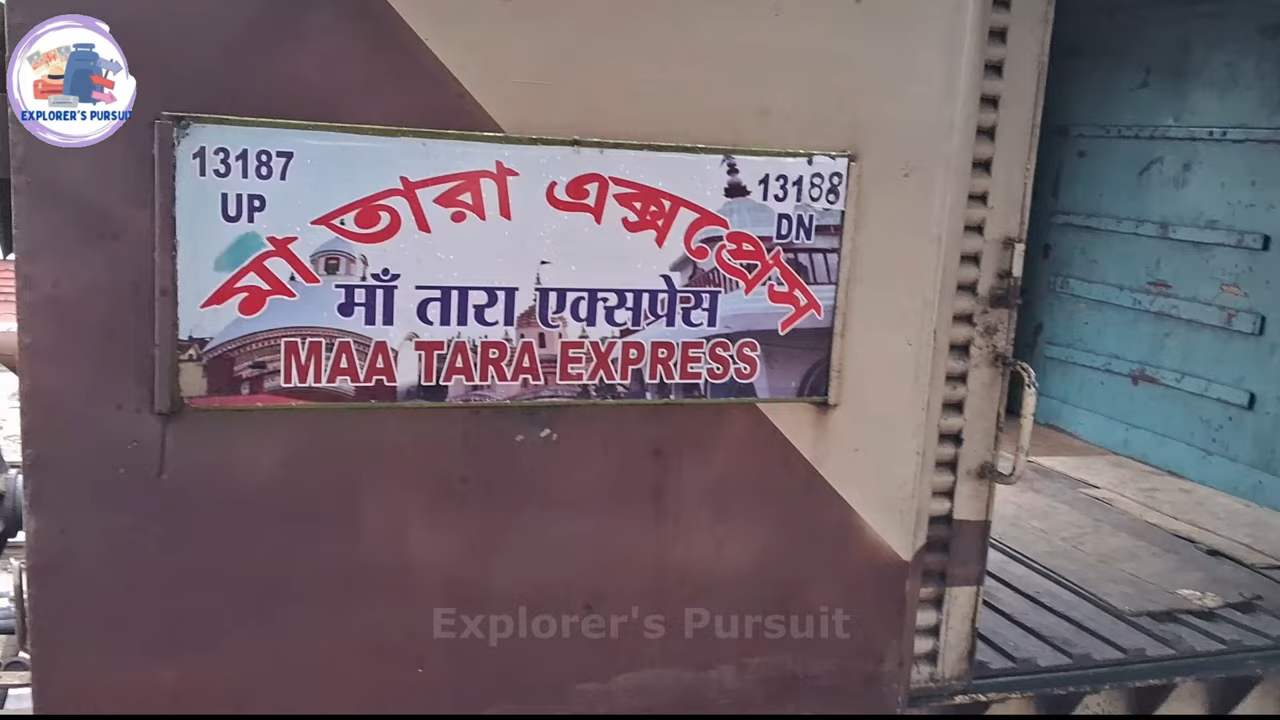 EXPLORER'S PURSUIT
13187
UP
মা তারা এক্সপ্রেস
13188
DN
माँ तारा एक्सप्रेस
MAA TARA EXPRESS
Explorer's Pursuit